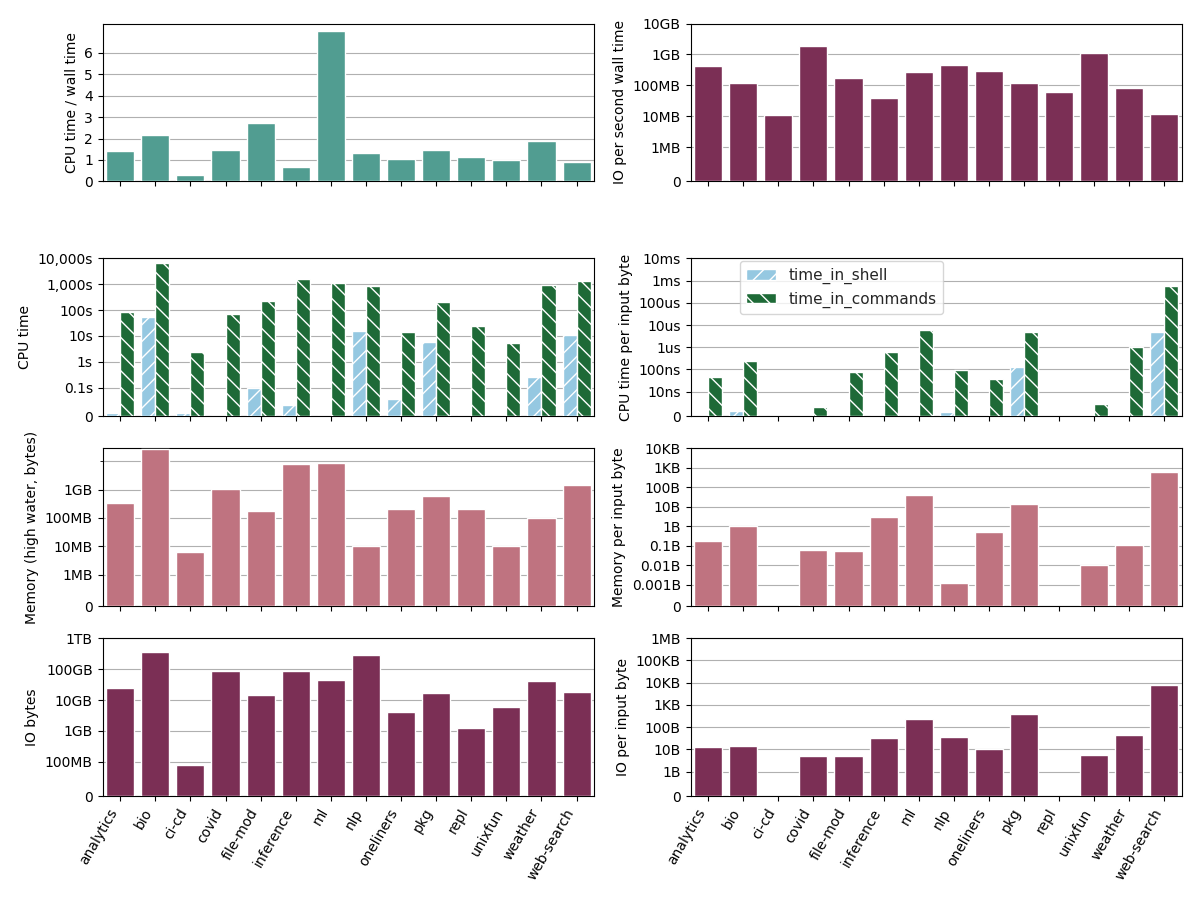 CPU time / wall time
6
5
4
3
2
1
0
IO per second wall time
10GB
1GB
100MB
10MB
1MB
0
CPU time
10,000s
1,000s
100s
10s
1s
0.1s
0
CPU time per input byte
10ms
1ms
100us
10us
1us
100ns
10ns
0
time_in_shell
time_in_commands
Memory (high water, bytes)
1GB
100MB
10MB
1MB
0
Memory per input byte
10KB
1KB
100B
10B
1B
0.1B
0.01B
0.001B
0
IO bytes
1TB
100GB
10GB
1GB
100MB
0
analytics
bio
ci-cd
covid
file-mod
inference
ml
nlp
oneliners
pkg
repl
unixfun
weather
web-search
IO per input byte
1MB
100KB
10KB
1KB
100B
10B
1B
0
analytics
bio
ci-cd
covid
file-mod
inference
ml
nlp
oneliners
pkg
repl
unixfun
weather
web-search